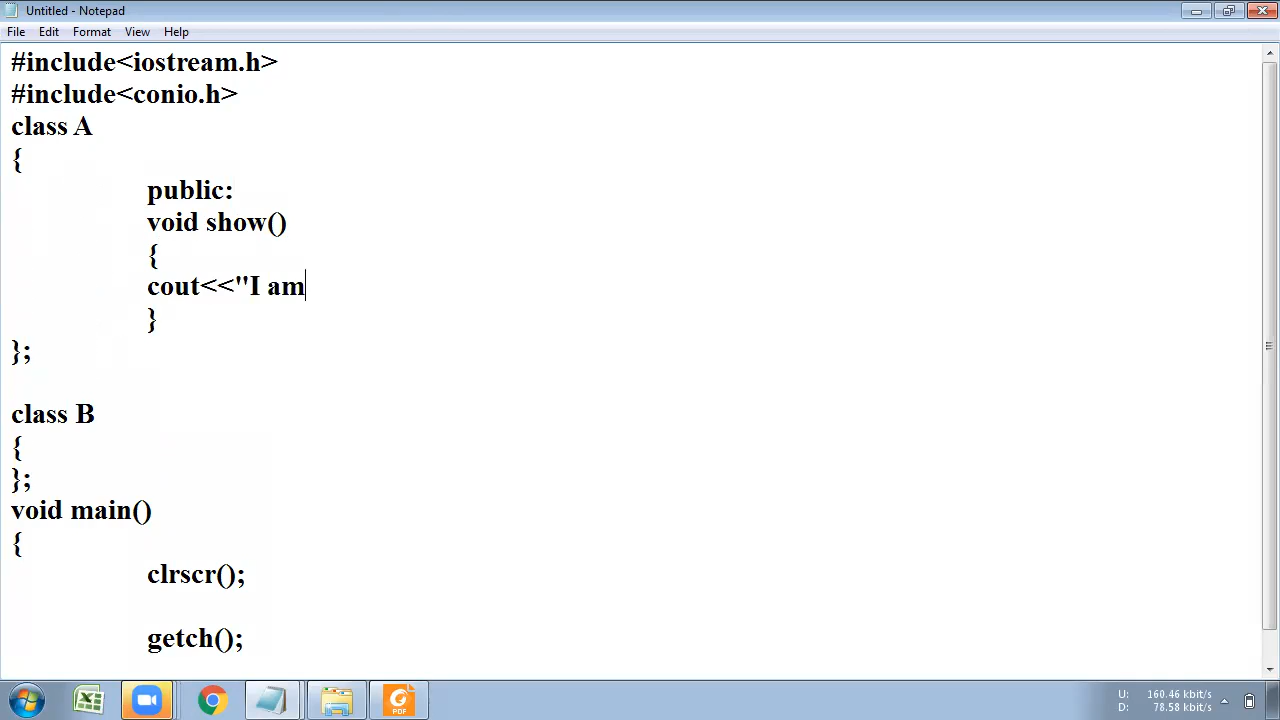 Untitled - Notepad
File Edit Format View Help
#include<iostream.h>
#include<conio.h>
class A
{
public:
void show()
{
cout<<"I am
}
};
class B
{
};
void main()
{
clrscr();
getch();
PDF
U: 160.46 kbit/s
D: 78.58 kbit/s